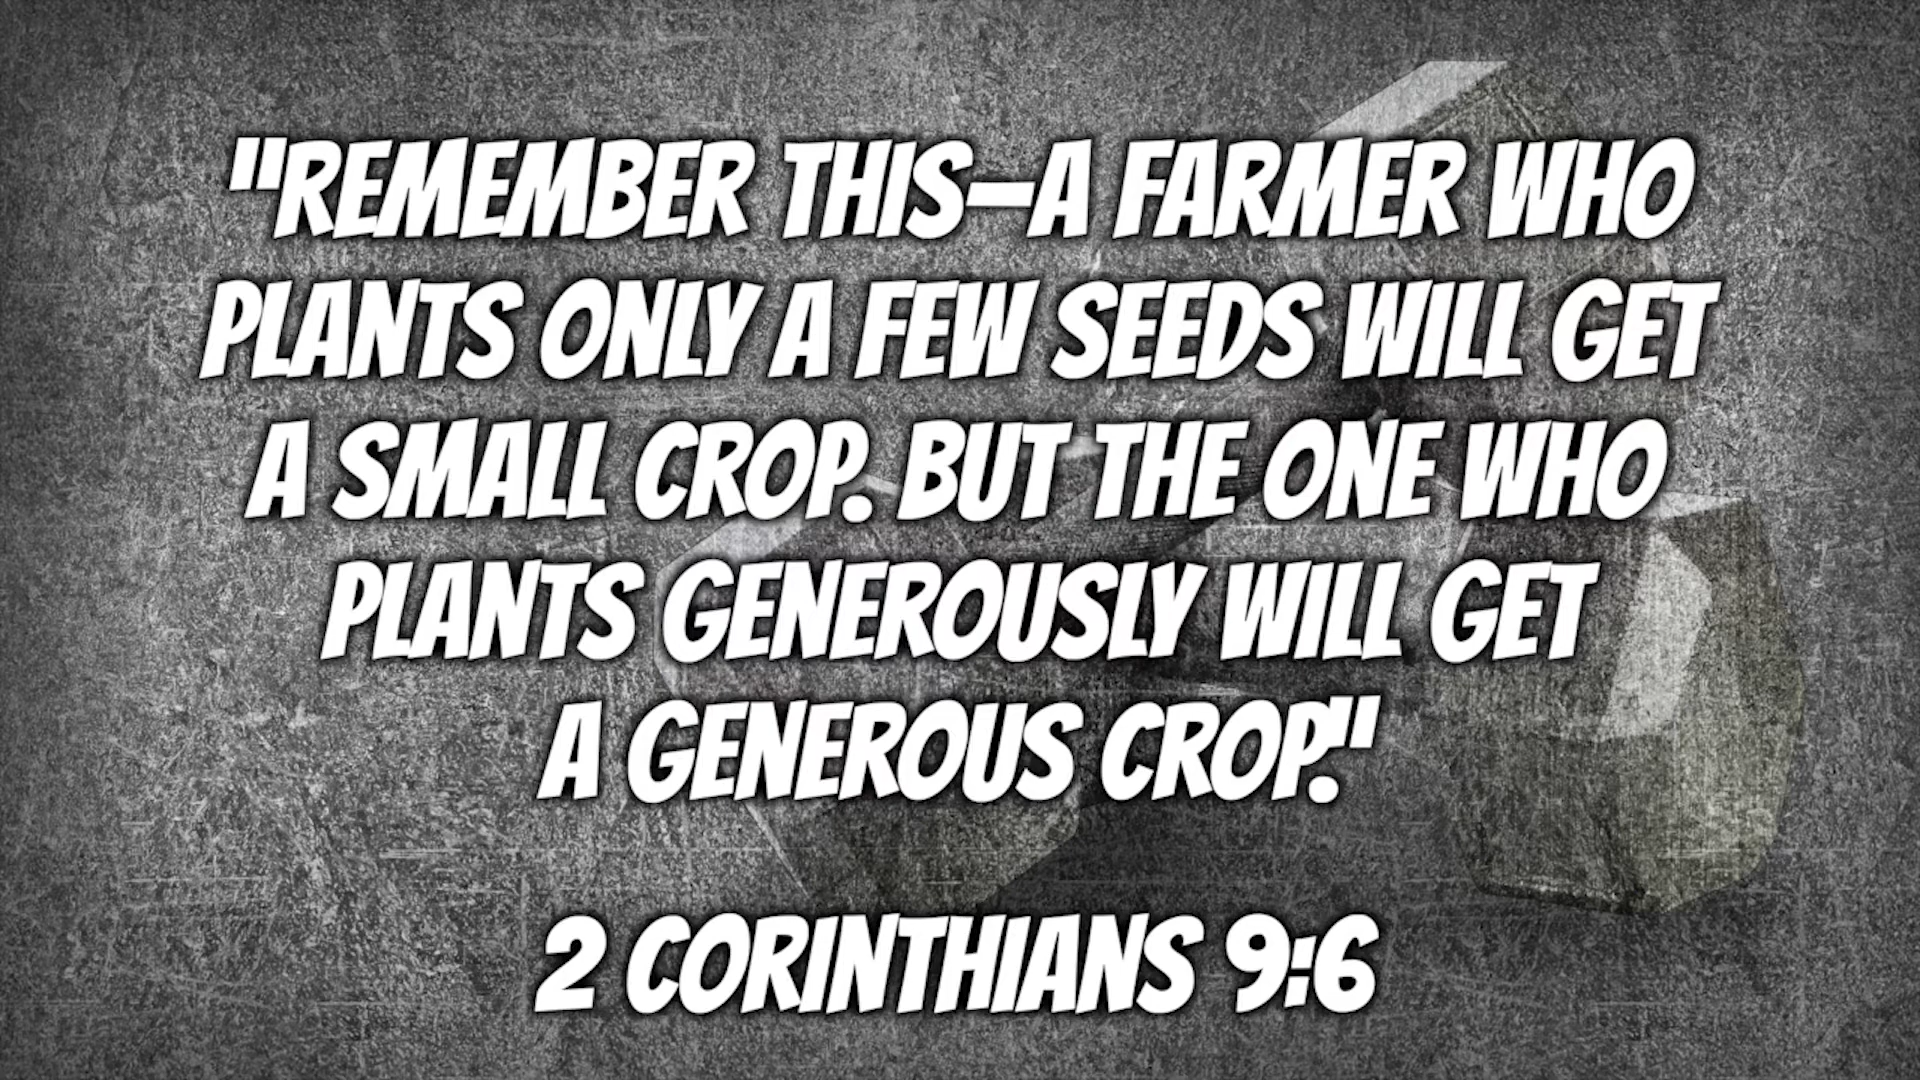 "REMEMBER THIS—A FARMER WHO
PLANTS ONLY A FEW SEEDS WILL GET
A SMALL CROP. BUT THE ONE WHO
PLANTS GENEROUSLY WILL GET
A GENEROUS CROP."
2 CORINTHIANS 9:6